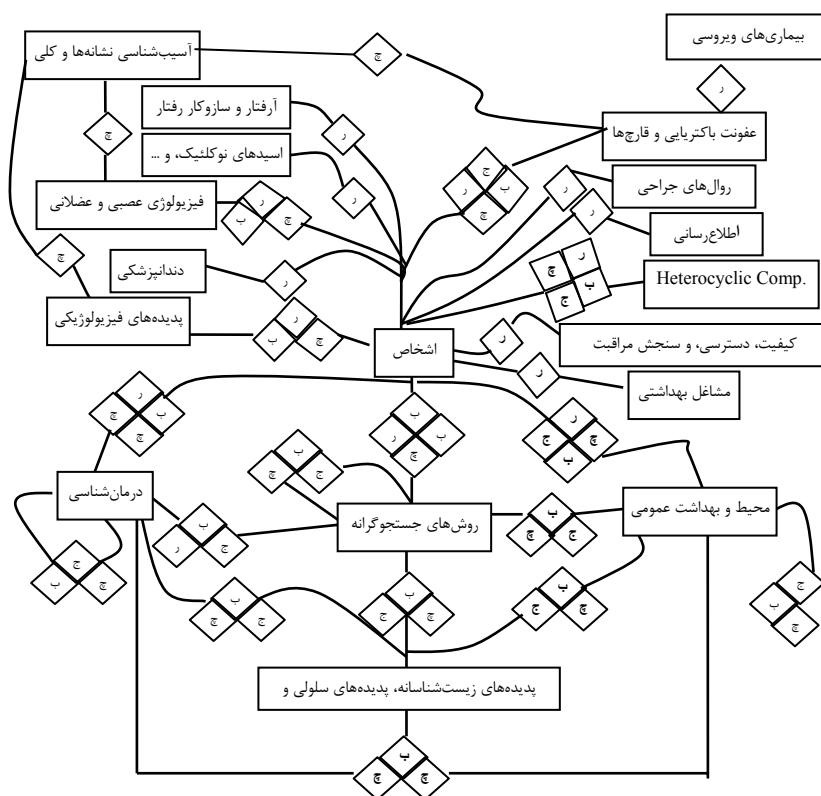 بیماری‌های ویروسی
آسیب‌شناسی نشانه‌ها و کلی
چ
ر
آرفتار و سازوکار رفتار
ر
عفونت باکتریایی و قارچ‌ها
چ
اسیدهای نوکلئیک، و ...
ج
ر ب
چ
ر
روال‌های جراحی
ر
فیزیولوژی عصبی و عضلانی
ر
ب چ
ر
اطلاع‌رسانی
چ
دندانپزشکی
ر
ر
چ ب
ج
Heterocyclic Comp.
پدیده‌های فیزیولوژیکی
ر
ب چ
اشخاص
ر
کیفیت، دسترسی، و سنجش مراقبت
ر
مشاغل بهداشتی
ر
چ ب
چ
ب
ر ب
چ
ر
ج چ
ب
درمان‌شناسی
ب
چ ج
روش‌های جستجوگرانه
محیط و بهداشت عمومی
ب
ر ج
ب
چ ج
ج
ب چ
ب
ج ج
ب
ج چ
ب
ج چ
ج
ب
چ
پدیده‌های زیست‌شناسانه، پدیده‌های سلولی و
ب
چ چ